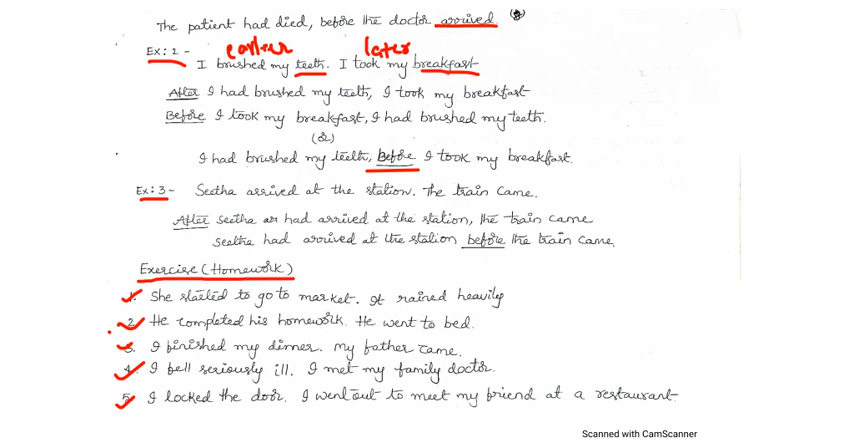 The patient had died, before the doctor arrived.
earlier later
Ex: 2 -
I brushed my teeth. I took my breakfast
After I had brushed my teeth, I took my breakfast
Before I took my breakfast, I had brushed my teeth.
(or)
I had brushed my teeth, Before I took my breakfast.
Ex: 3 - Seetha arrived at the station. The train came.
After seetha had arrived at the station, the train came
seetha had arrived at the station before the train came.
Exercise (Homework)
1. She started to go to market. It rained heavily
2. He completed his homework. He went to bed.
3. I finished my dinner. My father came.
4. I fell seriously ill. I met my family doctor.
5. I locked the door. I went out to meet my friend at a restaurant.
Scanned with CamScanner